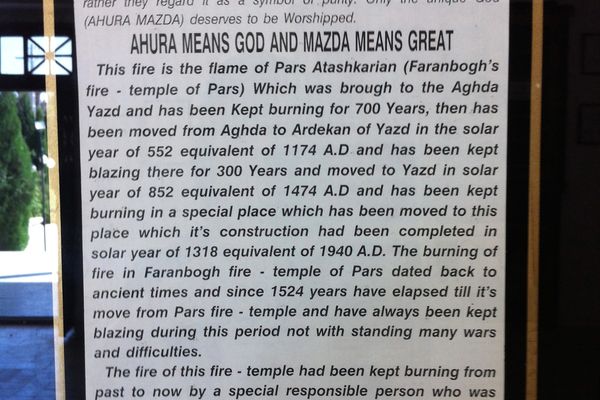 rather they regard it as a symbol of purity. Only the unique God
(AHURA MAZDA) deserves to be Worshipped.
AHURA MEANS GOD AND MAZDA MEANS GREAT
This fire is the flame of Pars Atashkarian (Faranbogh's
fire - temple of Pars) Which was brough to the Aghda
Yazd and has been Kept burning for 700 Years, then has
been moved from Aghda to Ardekan of Yazd in the solar
year of 552 equivalent of 1174 A.D and has been kept
blazing there for 300 Years and moved to Yazd in solar
year of 852 equivalent of 1474 A.D and has been kept
burning in a special place which has been moved to this
place which it's construction had been completed in
solar year of 1318 equivalent of 1940 A.D. The burning of
fire in Faranbogh fire - temple of Pars dated back to
ancient times and since 1524 years have elapsed till it's
move from Pars fire - temple and have always been kept
blazing during this period not with standing many wars
and difficulties.
The fire of this fire - temple had been kept burning from
past to now by a special responsible person who was